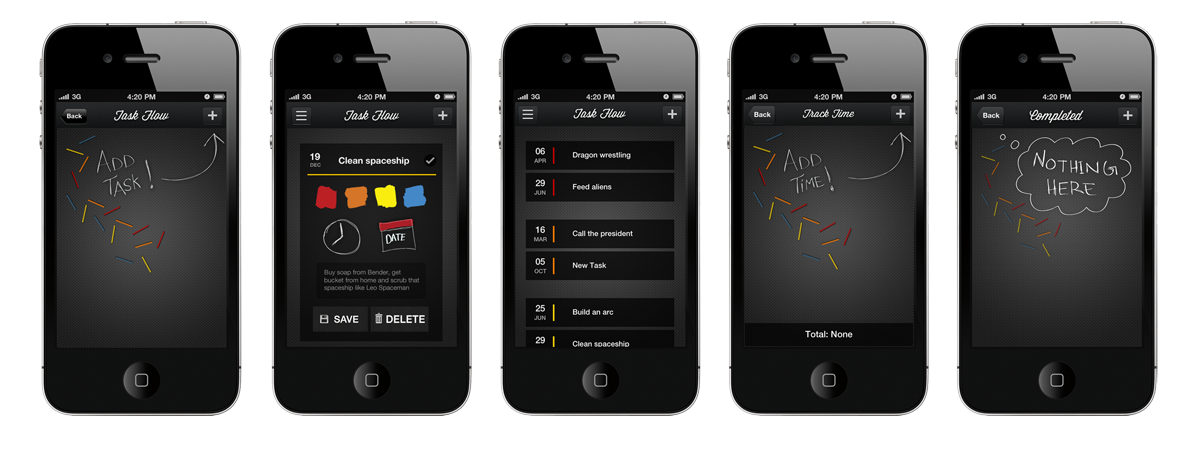 3G 4:20 PM
Back Task Flow +
ADD
TASK!
3G 4:20 PM
Task Flow +
19
DEC
Clean spaceship
DATE
Buy soap from Bender, get
bucket from home and scrub that
spaceship like Leo Spaceman
SAVE DELETE
3G 4:20 PM
Task Flow +
06
APR
Dragon wrestling
29
JUN
Feed aliens
16
MAR
Call the president
05
OCT
New Task
25
JUN
Build an arc
29
Clean spaceship
3G 4:20 PM
Back Track Time +
ADD
TIME!
Total: None
3G 4:20 PM
Back Completed +
NOTHING
HERE